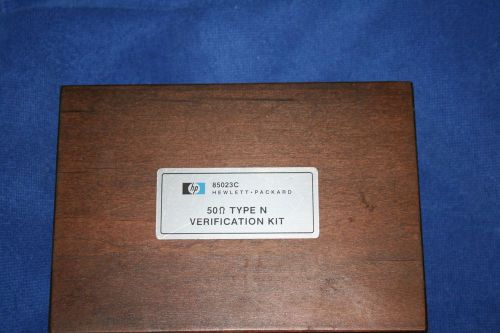 hp 85023C
HEWLETT·PACKARD
50Ω TYPE N
VERIFICATION KIT